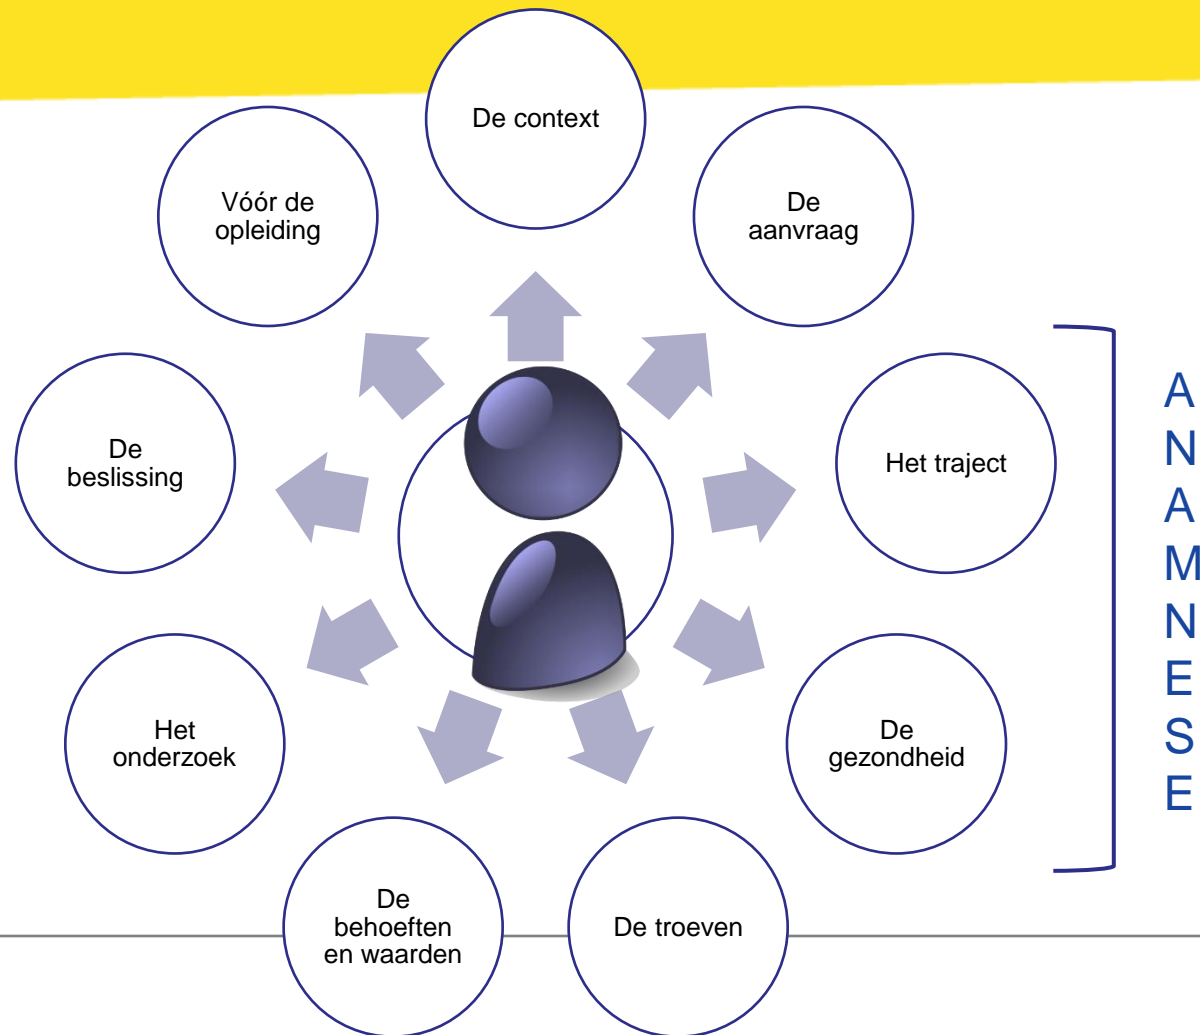 De context
De
aanvraag
Het traject
De
gezondheid
De troeven
De
behoeften
en waarden
Het
onderzoek
De
beslissing
Vóór de
opleiding
A
N
A
M
N
E
S
E